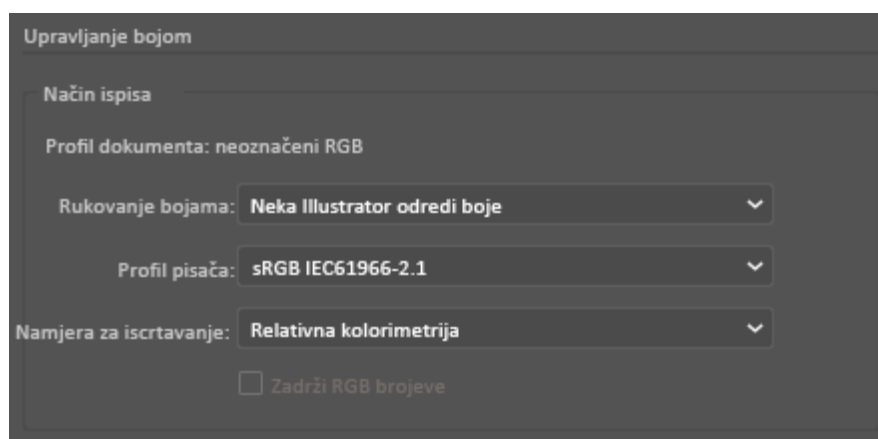 Upravljanje bojom
Način ispisa
Profil dokumenta: neoznačeni RGB
Rukovanje bojama: Neka Illustrator odredi boje
Profil pisača: sRGB IEC61966-2.1
Namjera za iscrtavanje: Relativna kolorimetrija
Zadrži RGB brojeve